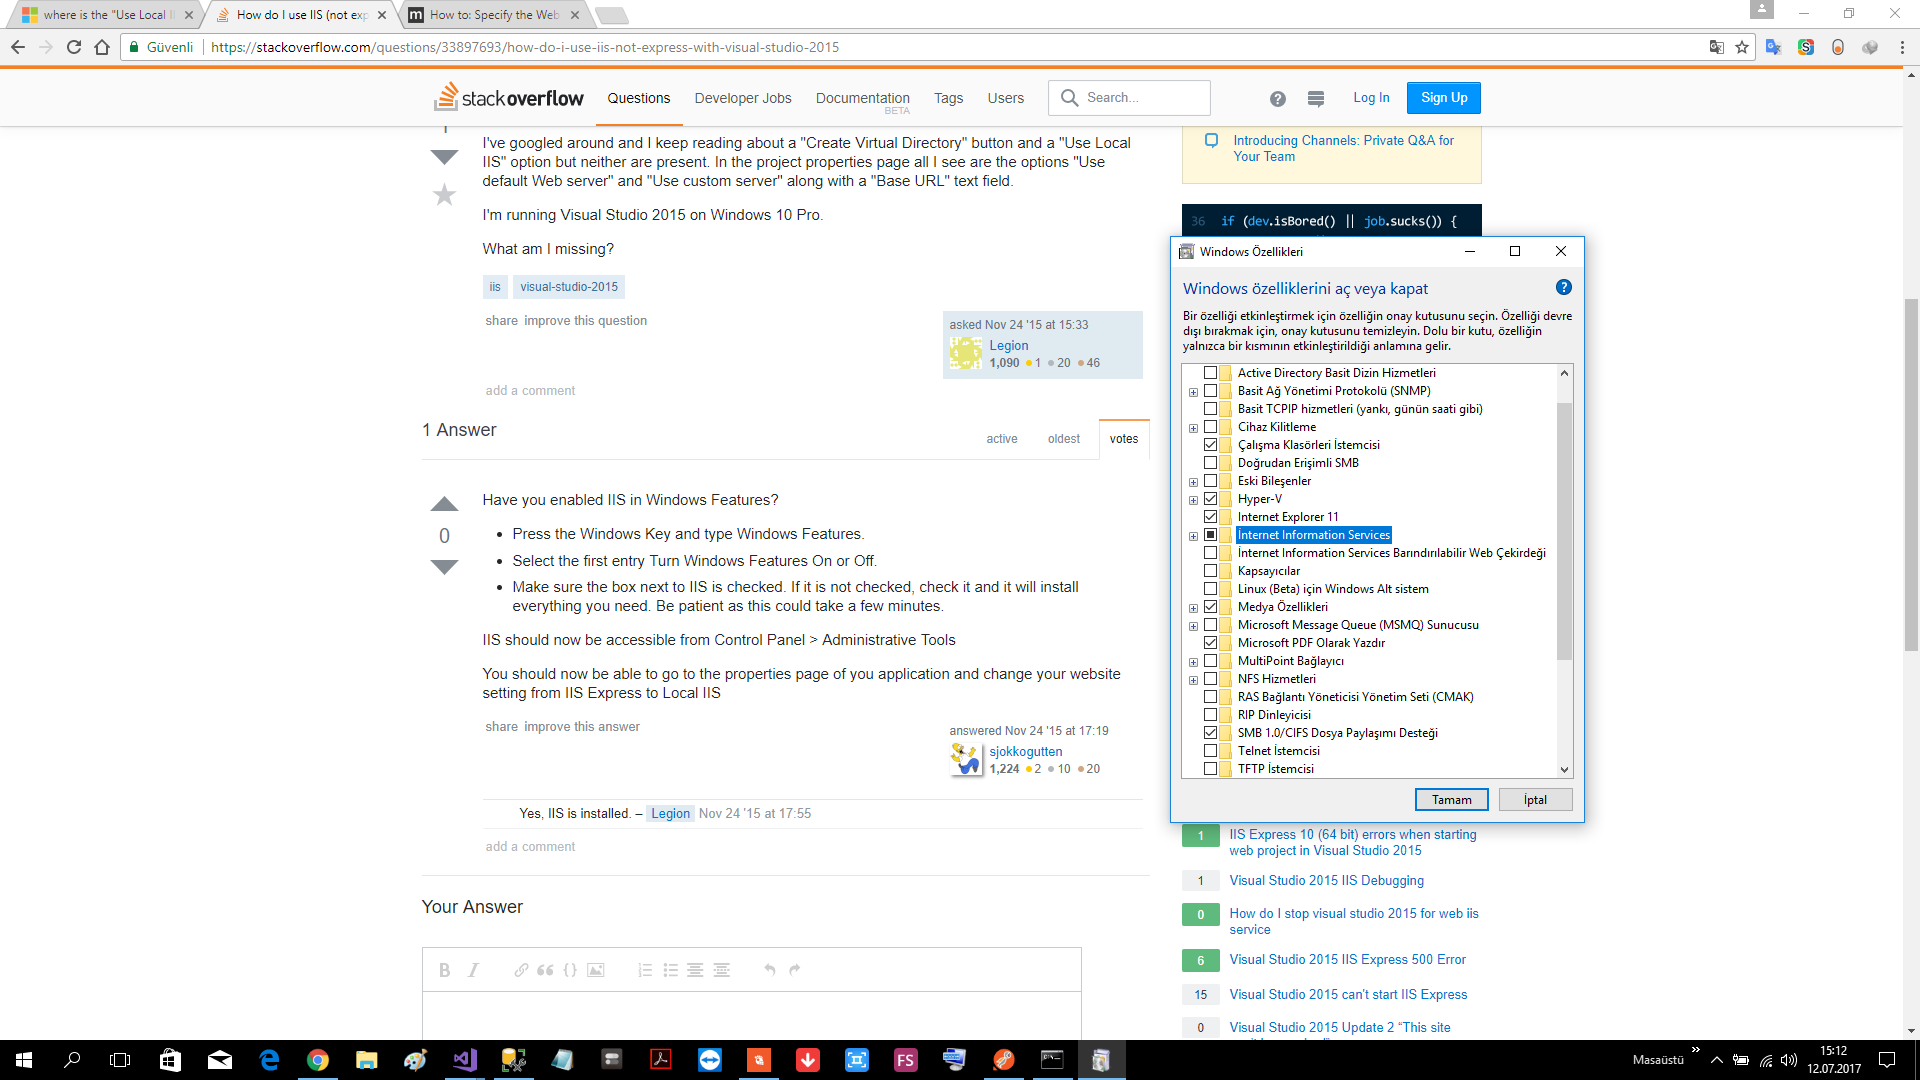 where is the "Use Local I
How do I use IIS (not exp
How to: Specify the Web
Güvenli
https://stackoverflow.com/questions/33897693/how-do-i-use-iis-not-express-with-visual-studio-2015
stackoverflow
Questions
Developer Jobs
Documentation
BETA
Tags
Users
Search...
Log In
Sign Up
I've googled around and I keep reading about a "Create Virtual Directory" button and a "Use Local
IIS" option but neither are present. In the project properties page all I see are the options "Use
default Web server" and "Use custom server" along with a "Base URL" text field.
I'm running Visual Studio 2015 on Windows 10 Pro.
What am I missing?
iis
visual-studio-2015
share improve this question
asked Nov 24 '15 at 15:33
Legion
1,090 1 20 46
add a comment
1 Answer
active
oldest
votes
0
Have you enabled IIS in Windows Features?
• Press the Windows Key and type Windows Features.
• Select the first entry Turn Windows Features On or Off.
• Make sure the box next to IIS is checked. If it is not checked, check it and it will install
everything you need. Be patient as this could take a few minutes.
IIS should now be accessible from Control Panel > Administrative Tools
You should now be able to go to the properties page of you application and change your website
setting from IIS Express to Local IIS
share improve this answer
answered Nov 24 '15 at 17:19
sjokkogutten
1,224 2 10 20
Yes, IIS is installed. – Legion Nov 24 '15 at 17:55
add a comment
Your Answer
Introducing Channels: Private Q&A for
Your Team
36 if (dev.isBored() || job.sucks()) {
Windows Özellikleri
Windows özelliklerini aç veya kapat
Bir özelliği etkinleştirmek için özelliğin onay kutusunu seçin. Özelliği devre
dışı bırakmak için, onay kutusunu temizleyin. Dolu bir kutu, özelliğin
yalnızca bir kısmının etkinleştirildiği anlamına gelir.
Active Directory Basit Dizin Hizmetleri
Basit Ağ Yönetimi Protokolü (SNMP)
Basit TCPIP hizmetleri (yankı, günün saati gibi)
Cihaz Kilitleme
Çalışma Klasörleri İstemcisi
Doğrudan Erişimli SMB
Eski Bileşenler
Hyper-V
Internet Explorer 11
İnternet Information Services
İnternet Information Services Barındırılabilir Web Çekirdeği
Kapsayıcılar
Linux (Beta) için Windows Alt sistem
Medya Özellikleri
Microsoft Message Queue (MSMQ) Sunucusu
Microsoft PDF Olarak Yazdır
MultiPoint Bağlayıcı
NFS Hizmetleri
RAS Bağlantı Yöneticisi Yönetim Seti (CMAK)
RIP Dinleyicisi
SMB 1.0/CIFS Dosya Paylaşımı Desteği
Telnet İstemcisi
TFTP İstemcisi
Tamam
İptal
1 IIS Express 10 (64 bit) errors when starting
web project in Visual Studio 2015
1 Visual Studio 2015 IIS Debugging
0 How do I stop visual studio 2015 for web iis
service
6 Visual Studio 2015 IIS Express 500 Error
15 Visual Studio 2015 can't start IIS Express
0 Visual Studio 2015 Update 2 “This site
FS
Masaüstü
15:12
12.07.2017